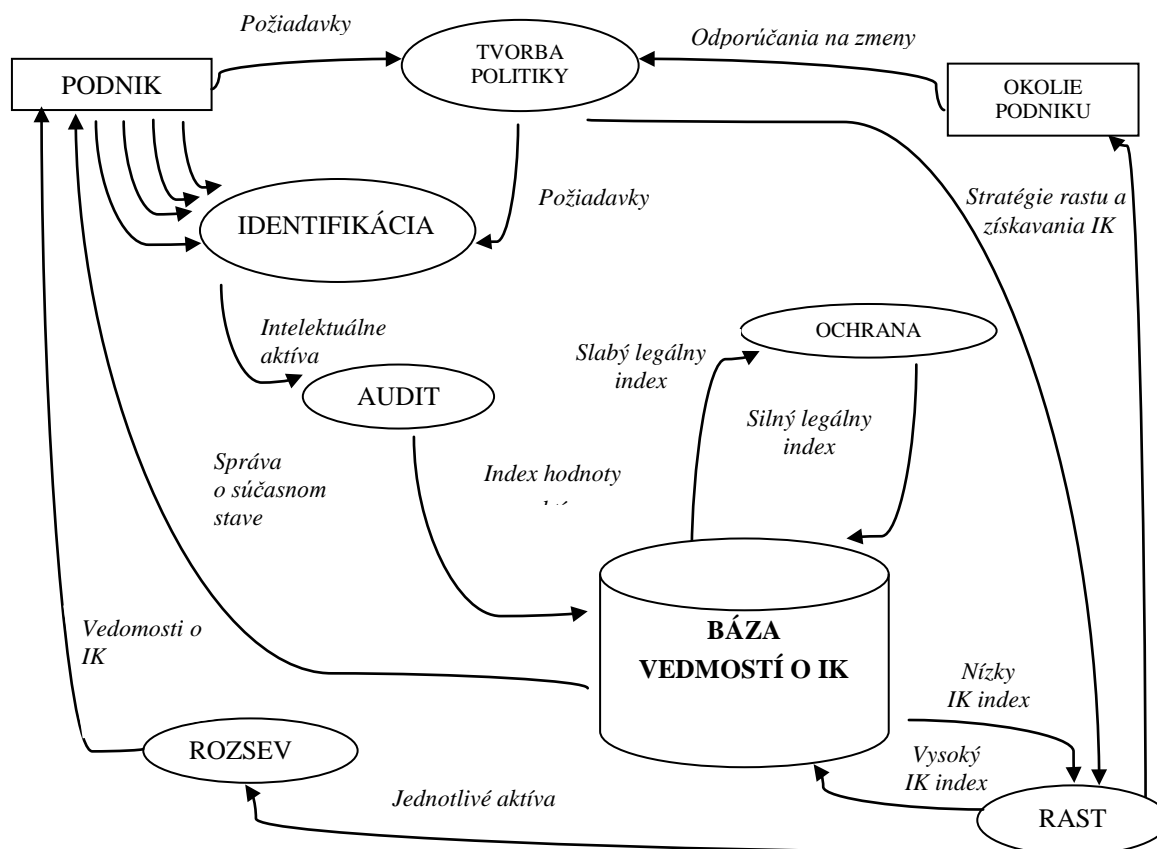 Požiadavky
TVORBA
POLITIKY
Odporúčania na zmeny
PODNIK
OKOLIE
PODNIKU
IDENTIFIKÁCIA
Požiadavky
Stratégie rastu a
získavania IK
Intelektuálne
aktíva
OCHRANA
Slabý legálny
index
AUDIT
Silný legálny
index
Správa
o súčasnom
stave
Index hodnoty
BÁZA
VEDMOSTÍ O IK
Vedomosti o
IK
Nízky
IK index
ROZSEV
Vysoký
IK index
Jednotlivé aktíva
RAST